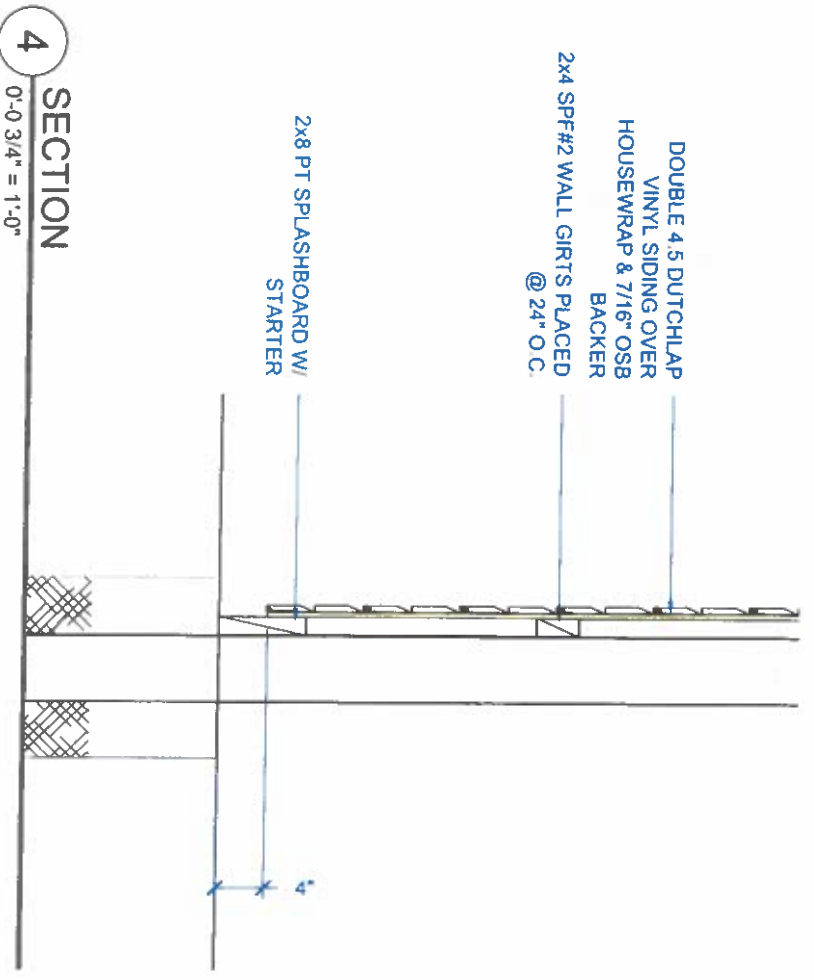 DOUBLE 4.5 DUTCHLAP
VINYL SIDING OVER
HOUSEWRAP & 7/16" OSB
BACKER
2x4 SPF#2 WALL GIRTS PLACED
@ 24" O.C.
2x8 PT SPLASHBOARD W/
STARTER
4"
4
SECTION
0'-0 3/4" = 1'-0"